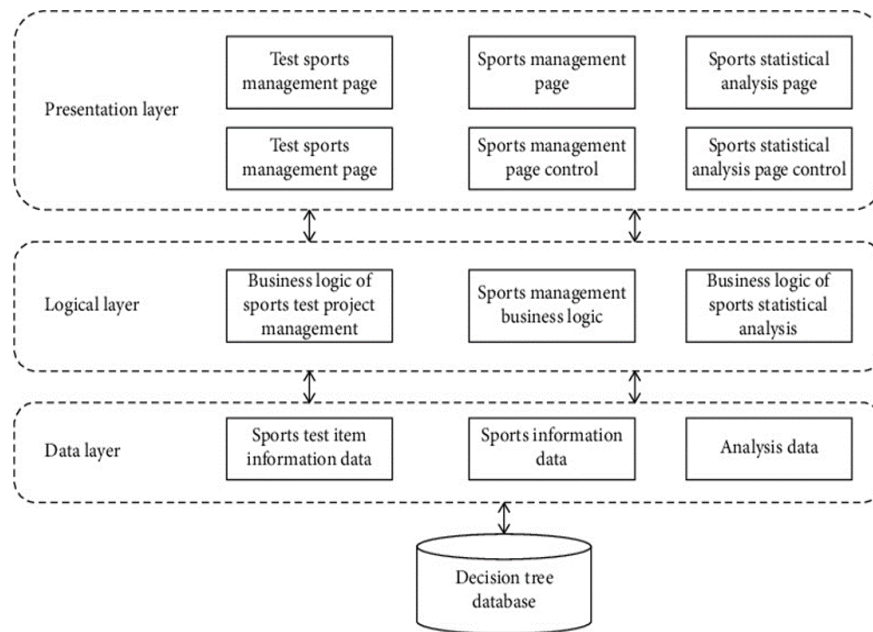 Presentation layer
Test sports
management page
Sports management
page
Sports statistical
analysis page
Test sports
management page
Sports management
page control
Sports statistical
analysis page control
Logical layer
Business logic of
sports test project
management
Sports management
business logic
Business logic of
sports statistical
analysis
Data layer
Sports test item
information data
Sports information
data
Analysis data
Decision tree
database